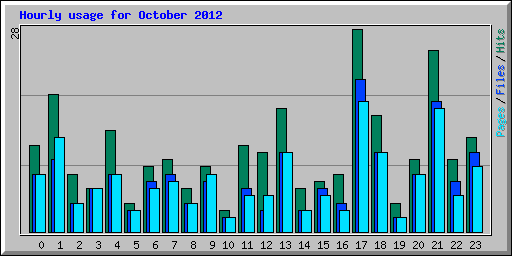 Hourly usage for October 2012
28
Pages / Files / Hits
0 1 2 3 4 5 6 7 8 9 10 11 12 13 14 15 16 17 18 19 20 21 22 23